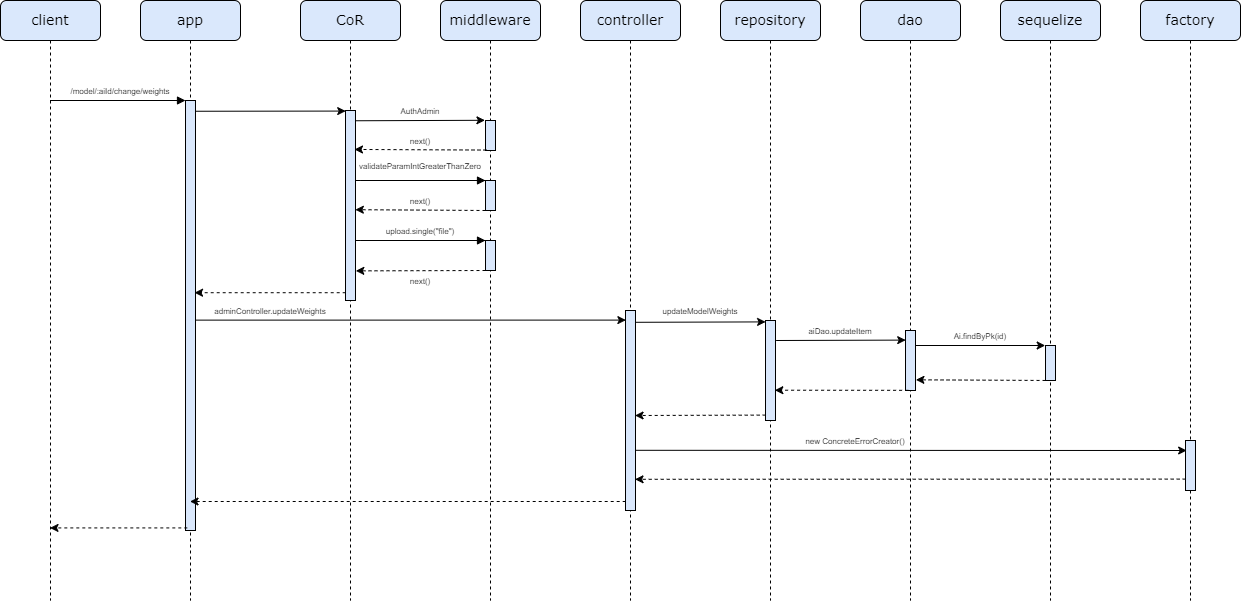 client
app
CoR
middleware
controller
repository
dao
sequelize
factory
/model/:aiId/change/weights
AuthAdmin
next()
validateParamIntGreaterThanZero
next()
upload.single("file")
next()
adminController.updateWeights
updateModelWeights
aiDao.updateItem
Ai.findByPk(id)
new ConcreteErrorCreator()